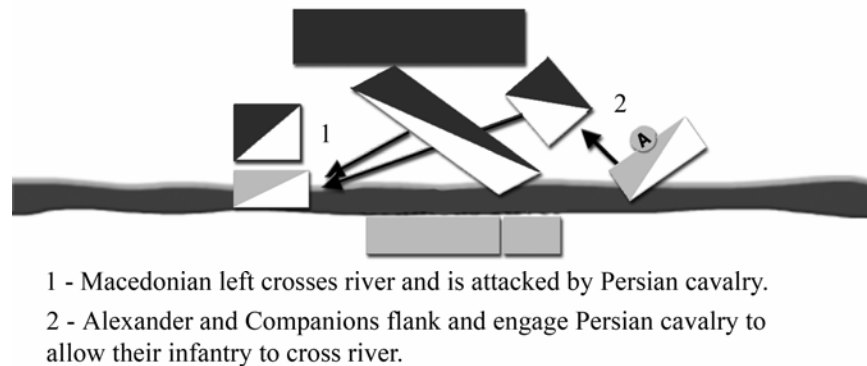 1
2
A
1 - Macedonian left crosses river and is attacked by Persian cavalry.
2 - Alexander and Companions flank and engage Persian cavalry to
allow their infantry to cross river.